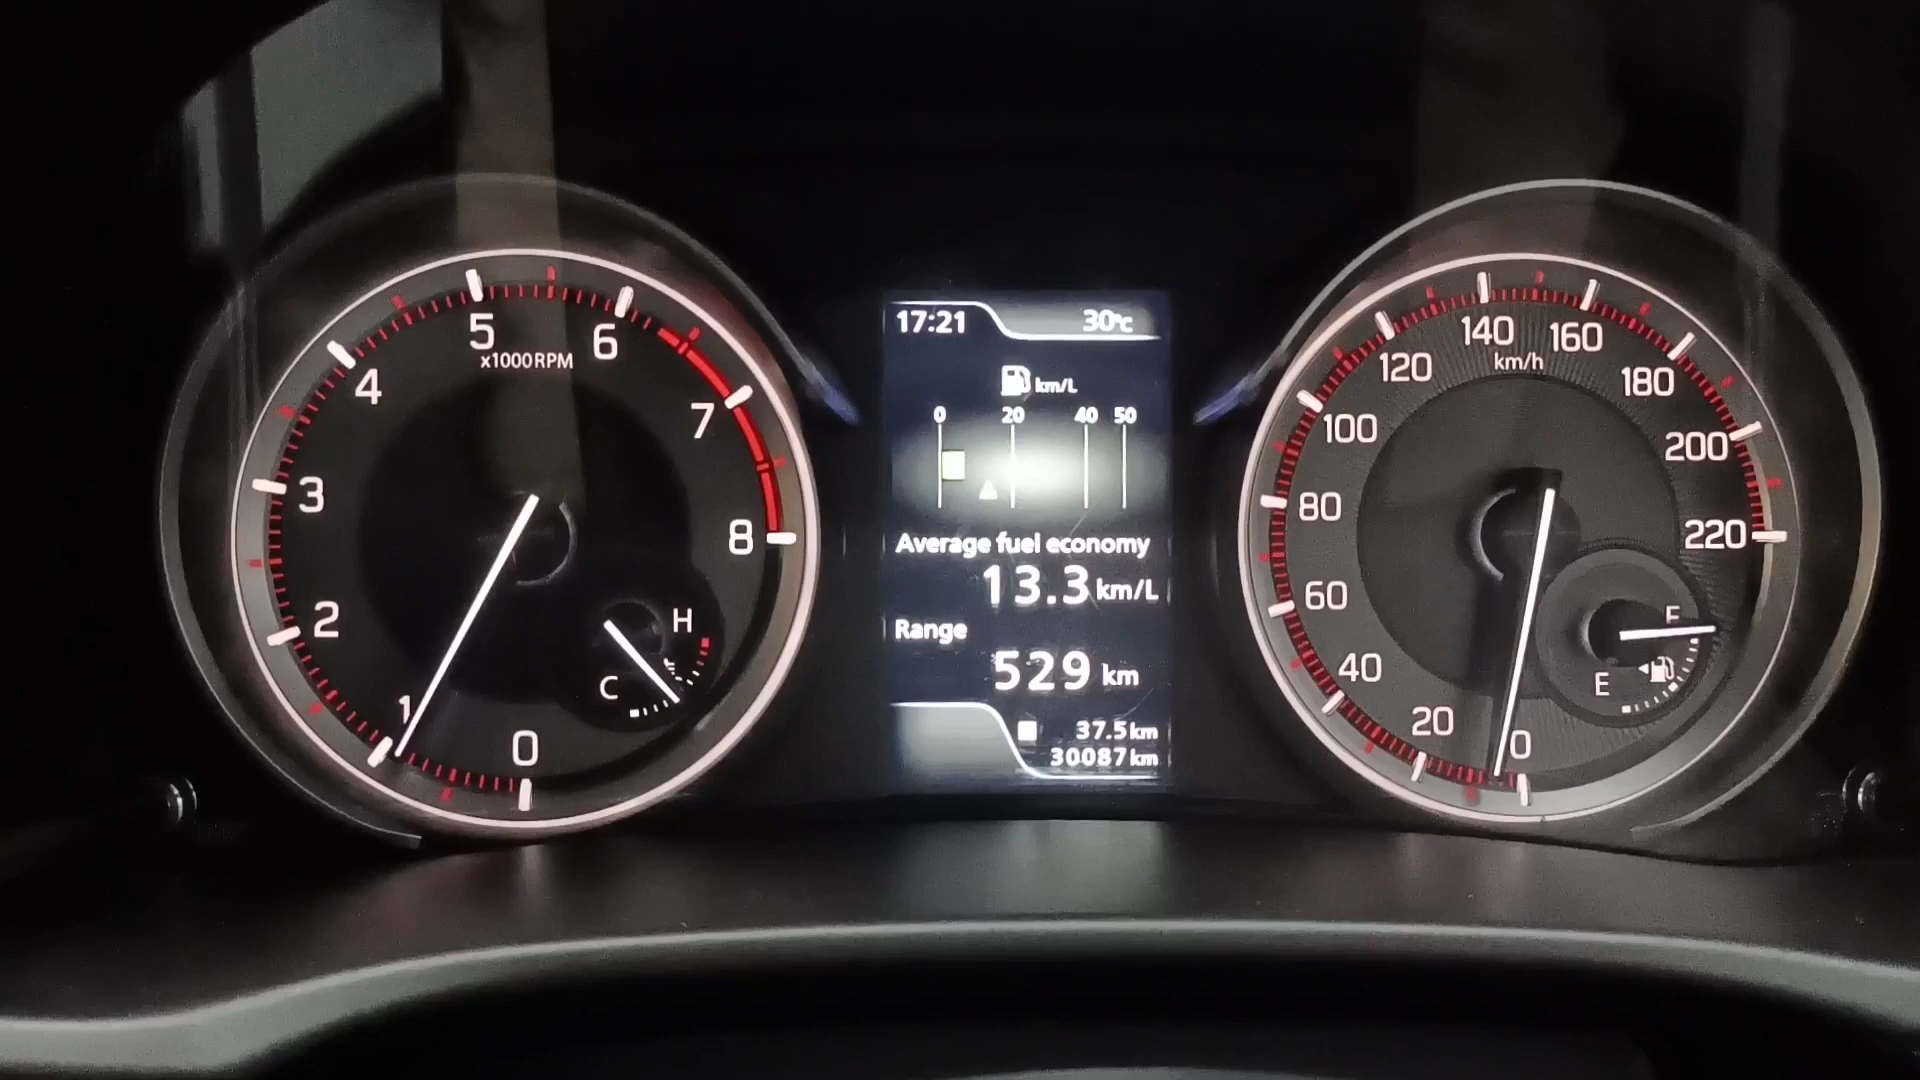 5
6
x1000RPM
4
7
3
8
2
H
C
1
0
17:21 30°C
km/L
0 20 40 50
Average fuel economy
13.3 km/L
Range
529 km
37.5 km
30087 km
140
160
km/h
120
180
100
200
80
220
60
F
E
40
20
0